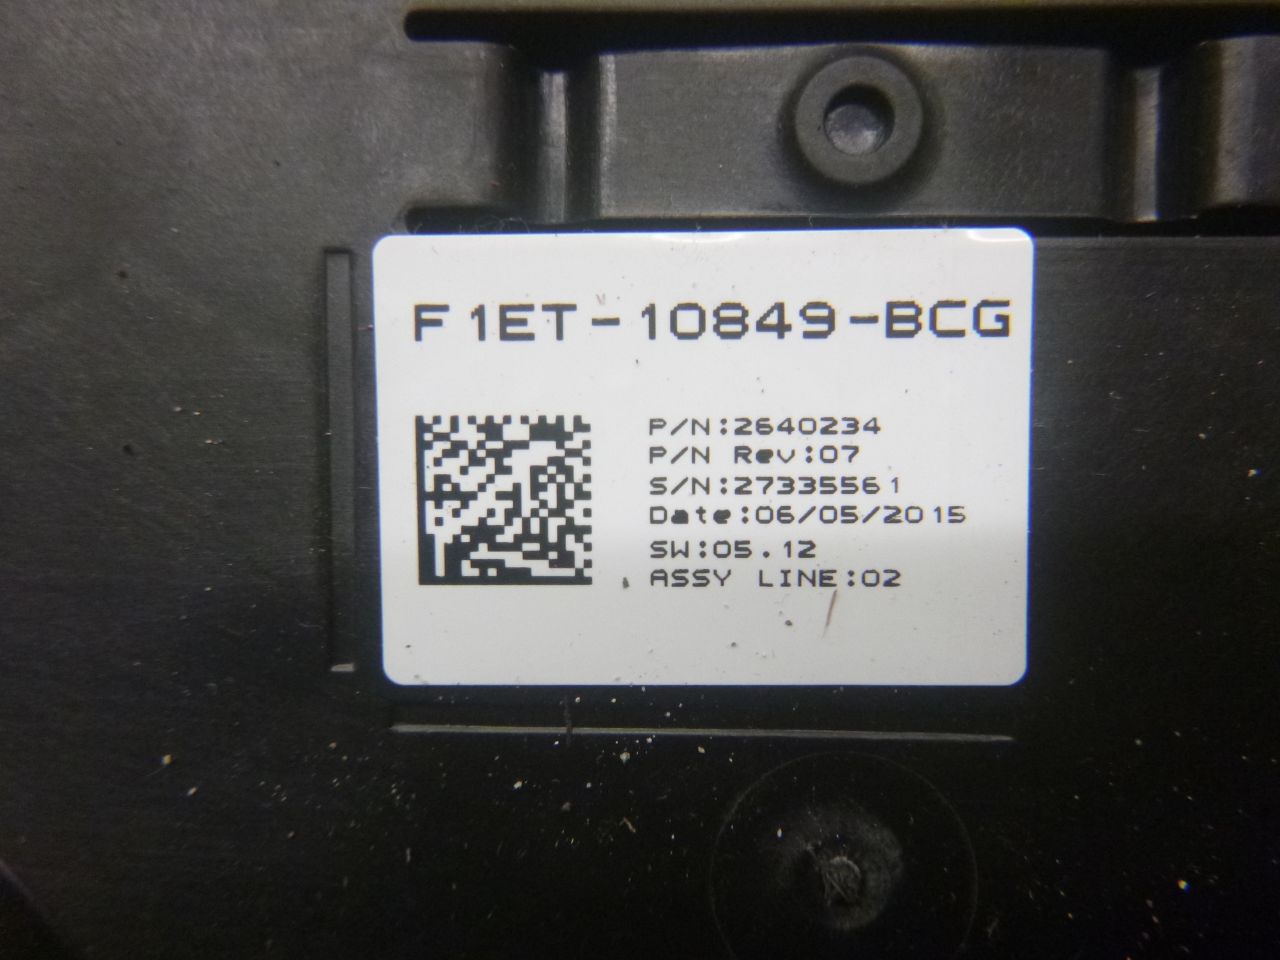 F1ET-10849-BCG
P/N:2640234
P/N Rev:07
S/N:27335561
Date:06/05/2015
SW:05.12
ASSY LINE:02